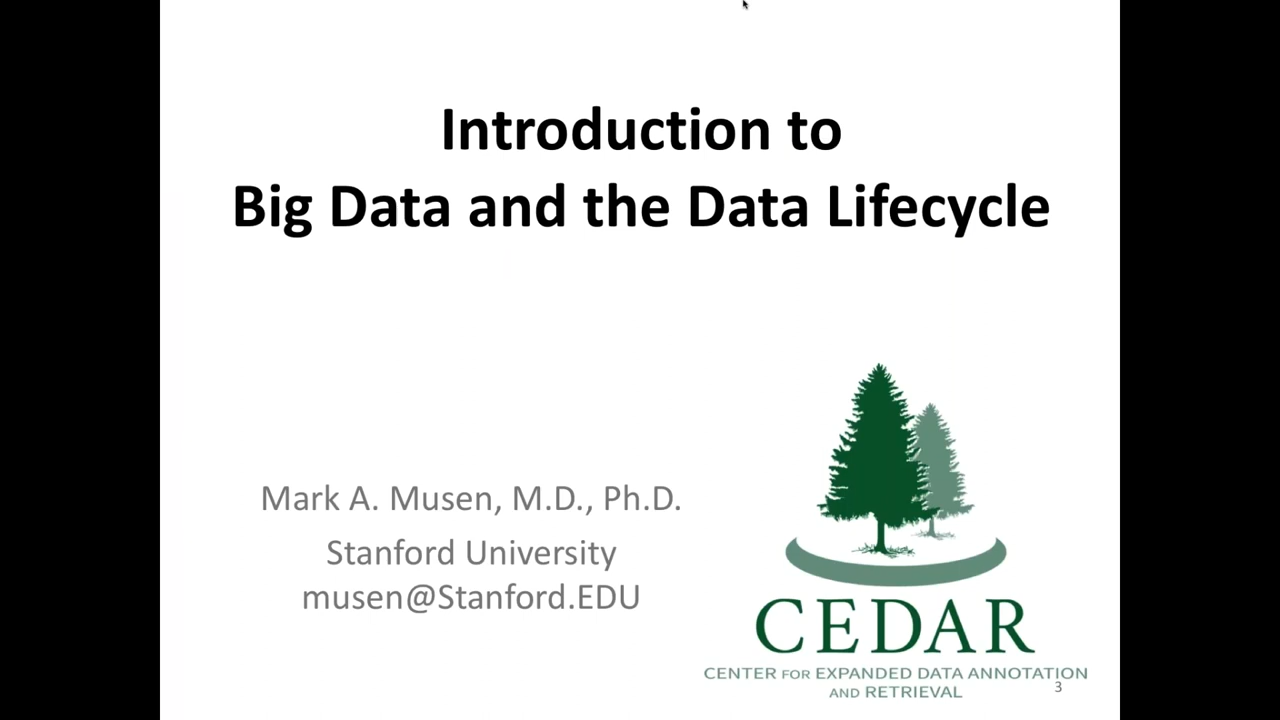 Introduction to
Big Data and the Data Lifecycle
Mark A. Musen, M.D., Ph.D.
Stanford University
musen@Stanford.EDU
CEDAR
CENTER FOR EXPANDED DATA ANNOTATION
AND RETRIEVAL
3